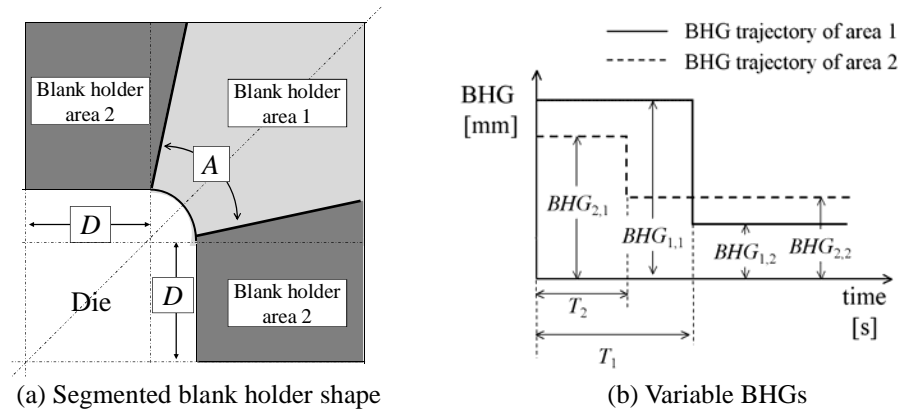 Blank holder
area 2
Blank holder
area 1
A
D
Die
D
Blank holder
area 2
(a) Segmented blank holder shape
BHG trajectory of area 1
BHG trajectory of area 2
BHG
[mm]
BHG2,1
BHG1,1
BHG1,2
BHG2,2
time
[s]
T2
T1
(b) Variable BHGs